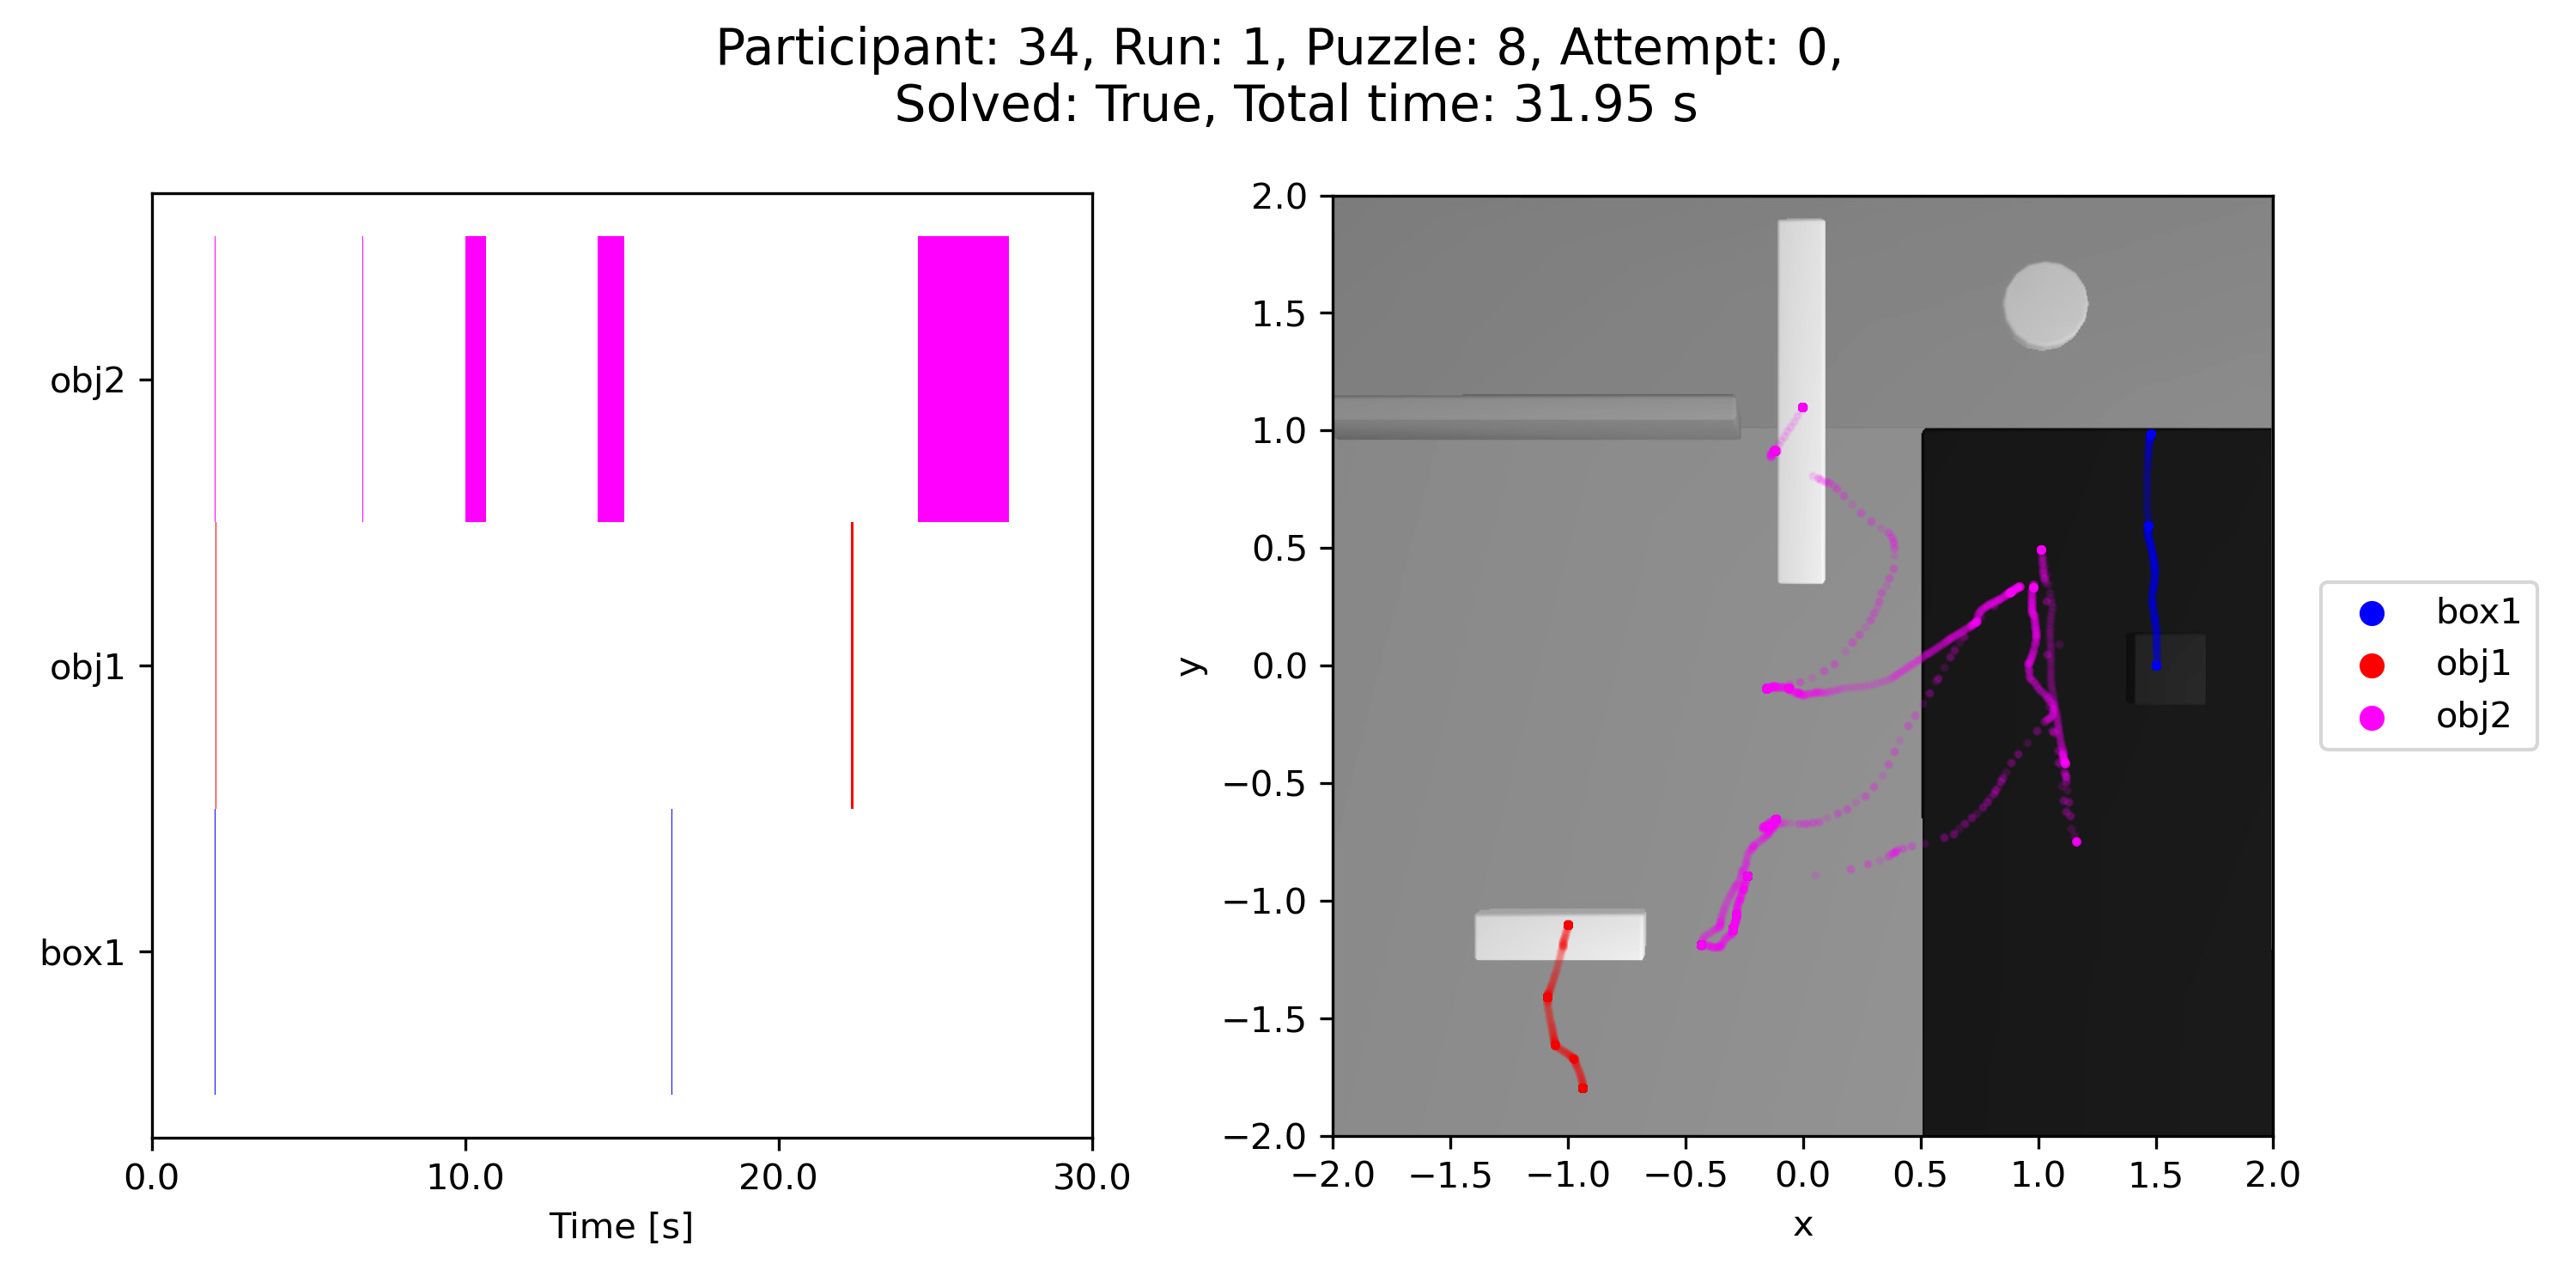 Participant: 34, Run: 1, Puzzle: 8, Attempt: 0,
Solved: True, Total time: 31.95 s
obj2
obj1
box1
0.0 10.0 20.0 30.0
Time [s]
2.0
1.5
1.0
0.5
0.0
−0.5
−1.0
−1.5
−2.0
y
−2.0 −1.5 −1.0 −0.5 0.0 0.5 1.0 1.5 2.0
x
box1
obj1
obj2